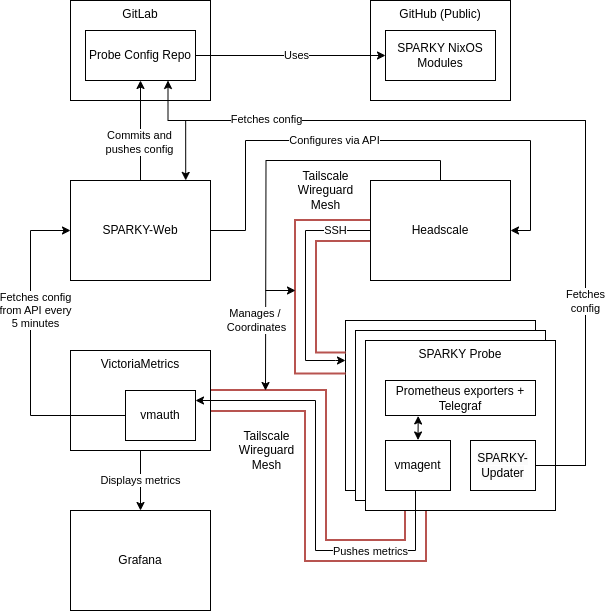 GitLab
GitHub (Public)
Probe Config Repo
Uses
SPARKY NixOS
Modules
Commits and
pushes config
Fetches config
Configures via API
Tailscale
Wireguard
Mesh
SPARKY-Web
SSH
Headscale
Fetches config
from API every
5 minutes
Manages /
Coordinates
Fetches
config
VictoriaMetrics
SPARKY Probe
vmauth
Prometheus exporters +
Telegraf
Tailscale
Wireguard
Mesh
vmagent
SPARKY-
Updater
Displays metrics
Pushes metrics
Grafana